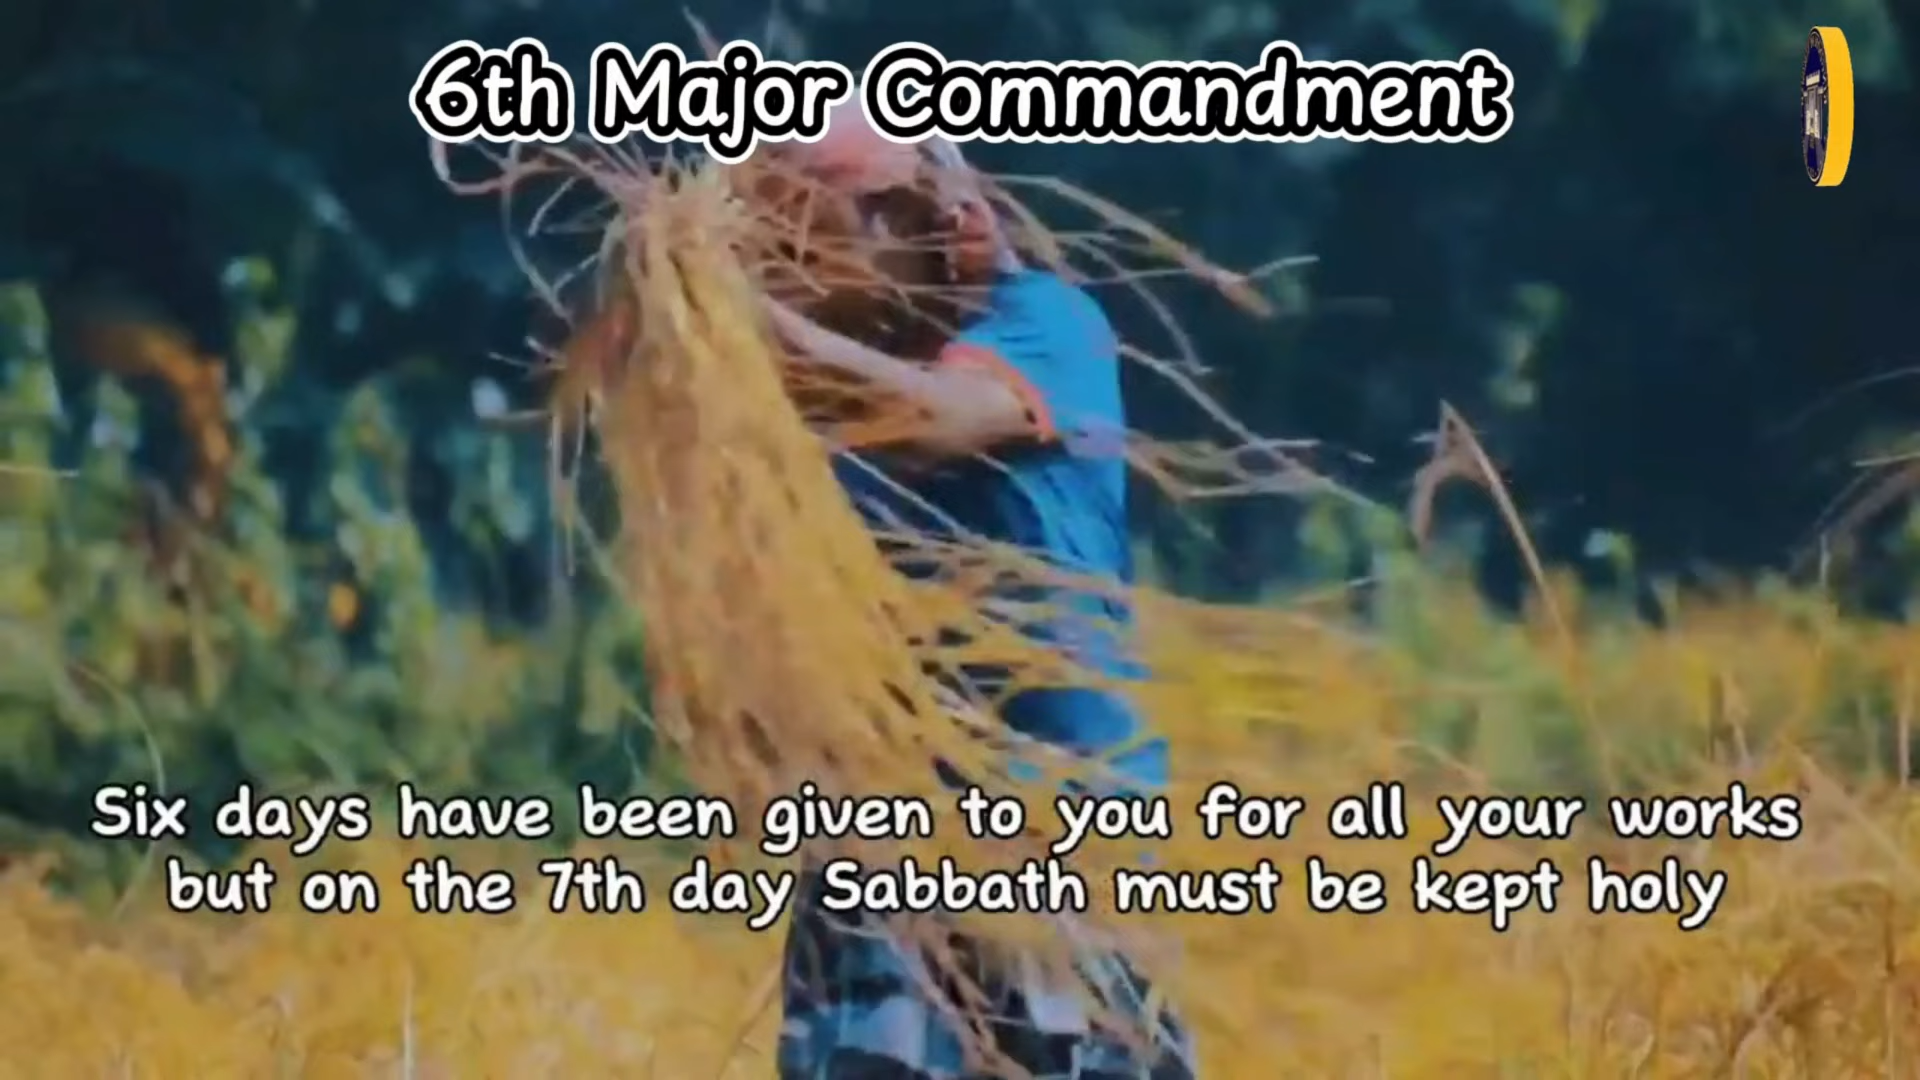 6th Major Commandment
Six days have been given to you for all your works
but on the 7th day Sabbath must be kept holy